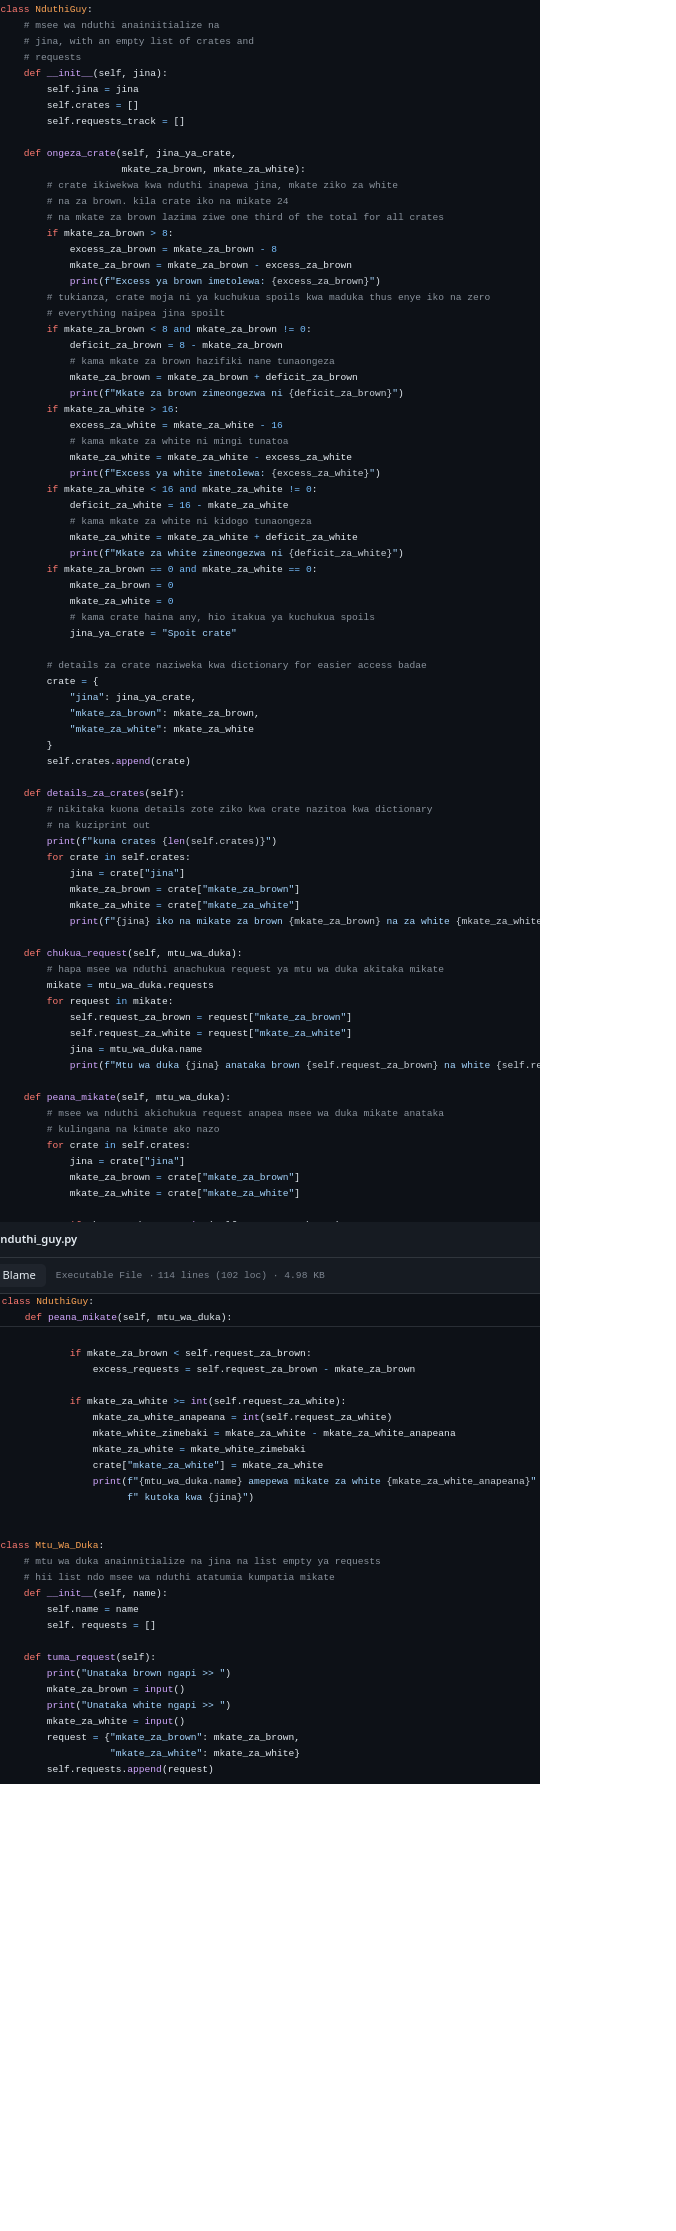 class NduthiGuy:
    # msee wa nduthi anainiitialize na
    # jina, with an empty list of crates and
    # requests
    def __init__(self, jina):
        self.jina = jina
        self.crates = []
        self.requests_track = []

    def ongeza_crate(self, jina_ya_crate,
                     mkate_za_brown, mkate_za_white):
        # crate ikiwekwa kwa nduthi inapewa jina, mkate ziko za white
        # na za brown. kila crate iko na mikate 24
        # na mkate za brown lazima ziwe one third of the total for all crates
        if mkate_za_brown > 8:
            excess_za_brown = mkate_za_brown - 8
            mkate_za_brown = mkate_za_brown - excess_za_brown
            print(f"Excess ya brown imetolewa: {excess_za_brown}")
        # tukianza, crate moja ni ya kuchukua spoils kwa maduka thus enye iko na zero
        # everything naipea jina spoilt
        if mkate_za_brown < 8 and mkate_za_brown != 0:
            deficit_za_brown = 8 - mkate_za_brown
            # kama mkate za brown hazifiki nane tunaongeza
            mkate_za_brown = mkate_za_brown + deficit_za_brown
            print(f"Mkate za brown zimeongezwa ni {deficit_za_brown}")
        if mkate_za_white > 16:
            excess_za_white = mkate_za_white - 16
            # kama mkate za white ni mingi tunatoa
            mkate_za_white = mkate_za_white - excess_za_white
            print(f"Excess ya white imetolewa: {excess_za_white}")
        if mkate_za_white < 16 and mkate_za_white != 0:
            deficit_za_white = 16 - mkate_za_white
            # kama mkate za white ni kidogo tunaongeza
            mkate_za_white = mkate_za_white + deficit_za_white
            print(f"Mkate za white zimeongezwa ni {deficit_za_white}")
        if mkate_za_brown == 0 and mkate_za_white == 0:
            mkate_za_brown = 0
            mkate_za_white = 0
            # kama crate haina any, hio itakua ya kuchukua spoils
            jina_ya_crate = "Spoit crate"

        # details za crate naziweka kwa dictionary for easier access badae
        crate = {
            "jina": jina_ya_crate,
            "mkate_za_brown": mkate_za_brown,
            "mkate_za_white": mkate_za_white
        }
        self.crates.append(crate)

    def details_za_crates(self):
        # nikitaka kuona details zote ziko kwa crate nazitoa kwa dictionary
        # na kuziprint out
        print(f"kuna crates {len(self.crates)}")
        for crate in self.crates:
            jina = crate["jina"]
            mkate_za_brown = crate["mkate_za_brown"]
            mkate_za_white = crate["mkate_za_white"]
            print(f"{jina} iko na mikate za brown {mkate_za_brown} na za white {mkate_za_white

    def chukua_request(self, mtu_wa_duka):
        # hapa msee wa nduthi anachukua request ya mtu wa duka akitaka mikate
        mikate = mtu_wa_duka.requests
        for request in mikate:
            self.request_za_brown = request["mkate_za_brown"]
            self.request_za_white = request["mkate_za_white"]
            jina = mtu_wa_duka.name
            print(f"Mtu wa duka {jina} anataka brown {self.request_za_brown} na white {self.re

    def peana_mikate(self, mtu_wa_duka):
        # msee wa nduthi akichukua request anapea msee wa duka mikate anataka
        # kulingana na kimate ako nazo
        for crate in self.crates:
            jina = crate["jina"]
            mkate_za_brown = crate["mkate_za_brown"]
            mkate_za_white = crate["mkate_za_white"]

nduthi_guy.py
Blame Executable File · 114 lines (102 loc) · 4.98 KB
class NduthiGuy:
    def peana_mikate(self, mtu_wa_duka):

            if mkate_za_brown < self.request_za_brown:
                excess_requests = self.request_za_brown - mkate_za_brown

            if mkate_za_white >= int(self.request_za_white):
                mkate_za_white_anapeana = int(self.request_za_white)
                mkate_white_zimebaki = mkate_za_white - mkate_za_white_anapeana
                mkate_za_white = mkate_white_zimebaki
                crate["mkate_za_white"] = mkate_za_white
                print(f"{mtu_wa_duka.name} amepewa mikate za white {mkate_za_white_anapeana}"
                      f" kutoka kwa {jina}")

class Mtu_Wa_Duka:
    # mtu wa duka anainnitialize na jina na list empty ya requests
    # hii list ndo msee wa nduthi atatumia kumpatia mikate
    def __init__(self, name):
        self.name = name
        self. requests = []

    def tuma_request(self):
        print("Unataka brown ngapi >> ")
        mkate_za_brown = input()
        print("Unataka white ngapi >> ")
        mkate_za_white = input()
        request = {"mkate_za_brown": mkate_za_brown,
                   "mkate_za_white": mkate_za_white}
        self.requests.append(request)